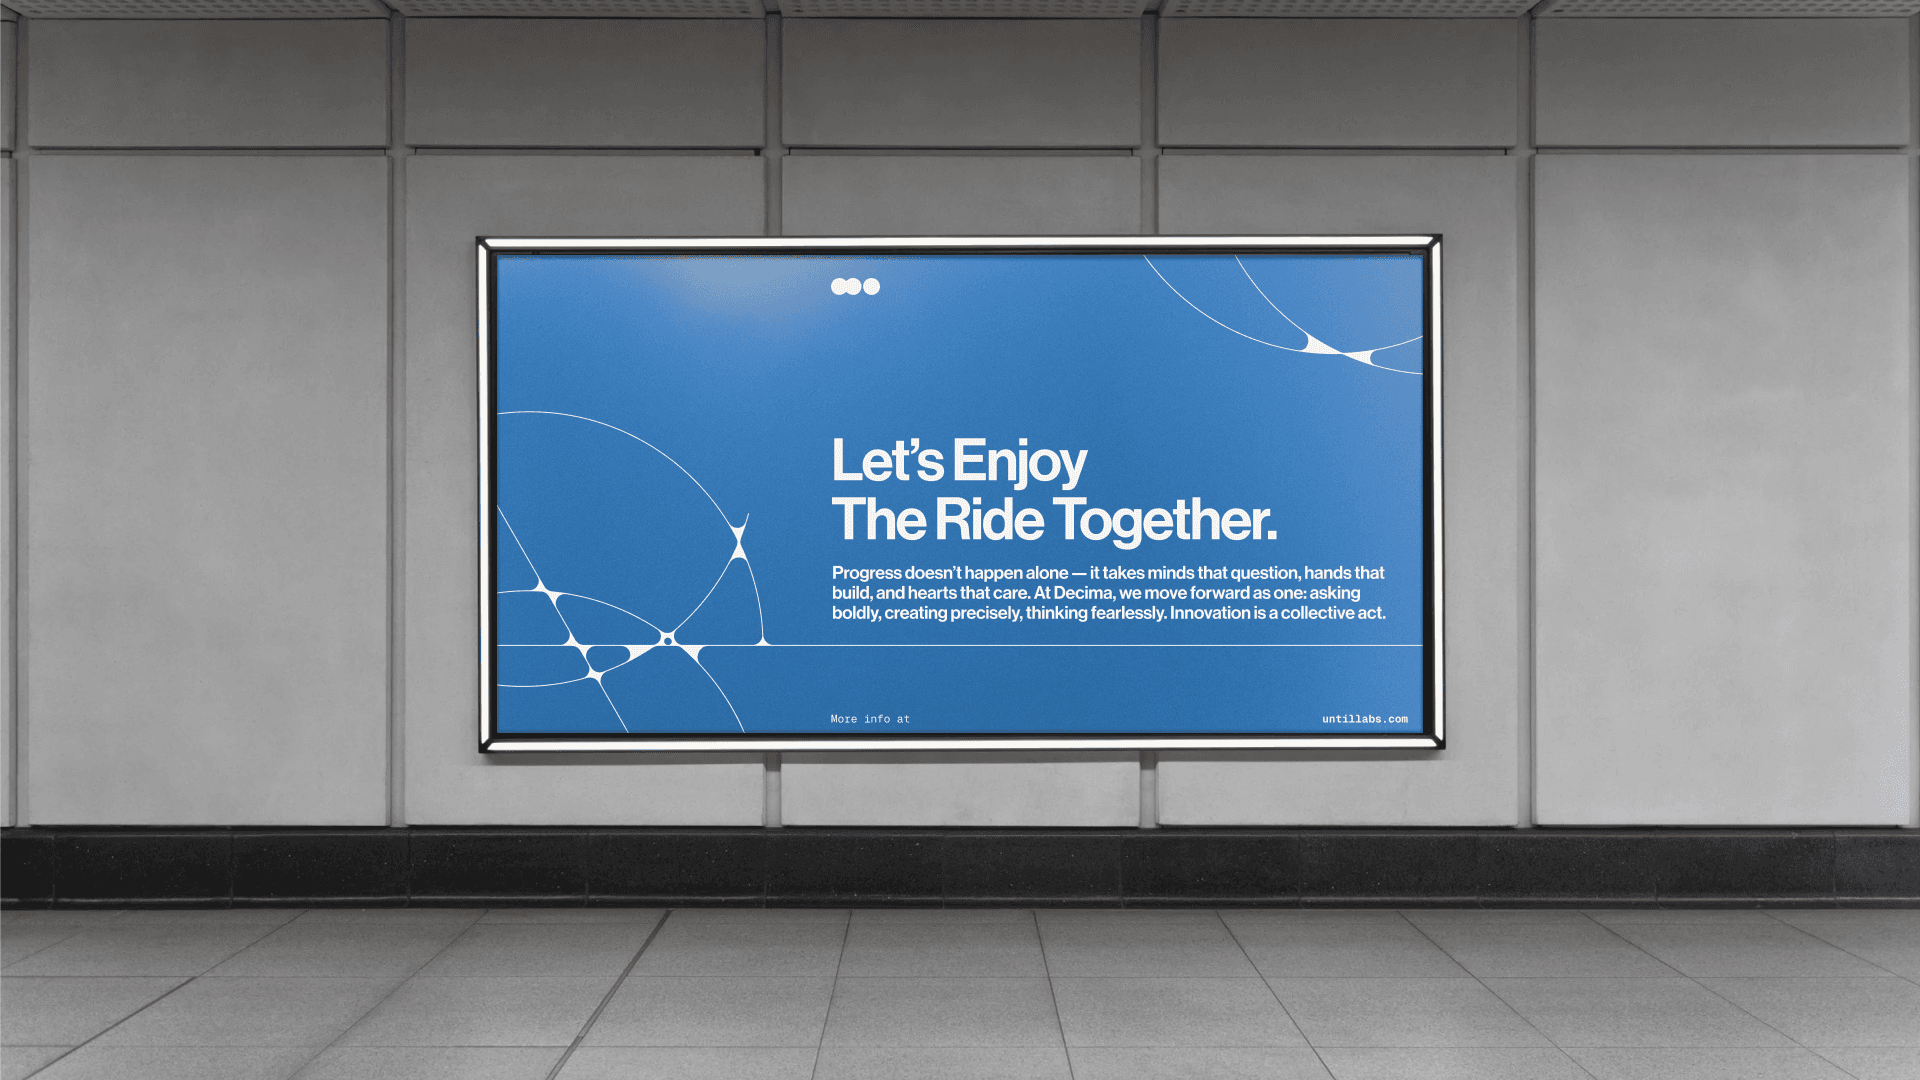 Let’s Enjoy
The Ride Together.
Progress doesn’t happen alone — it takes minds that question, hands that
build, and hearts that care. At Decima, we move forward as one: asking
boldly, creating precisely, thinking fearlessly. Innovation is a collective act.
More info at
untillabs.com